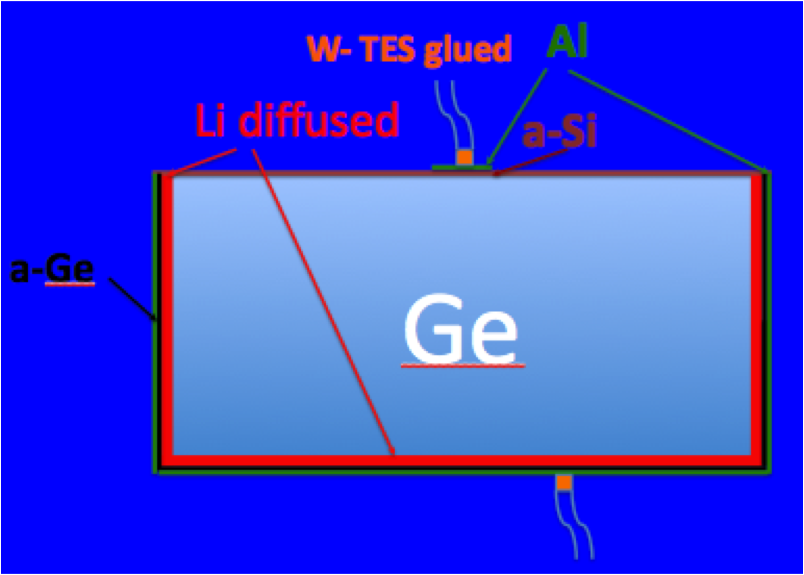 W- TES glued
Al
Li diffused
a-Si
a-Ge
Ge